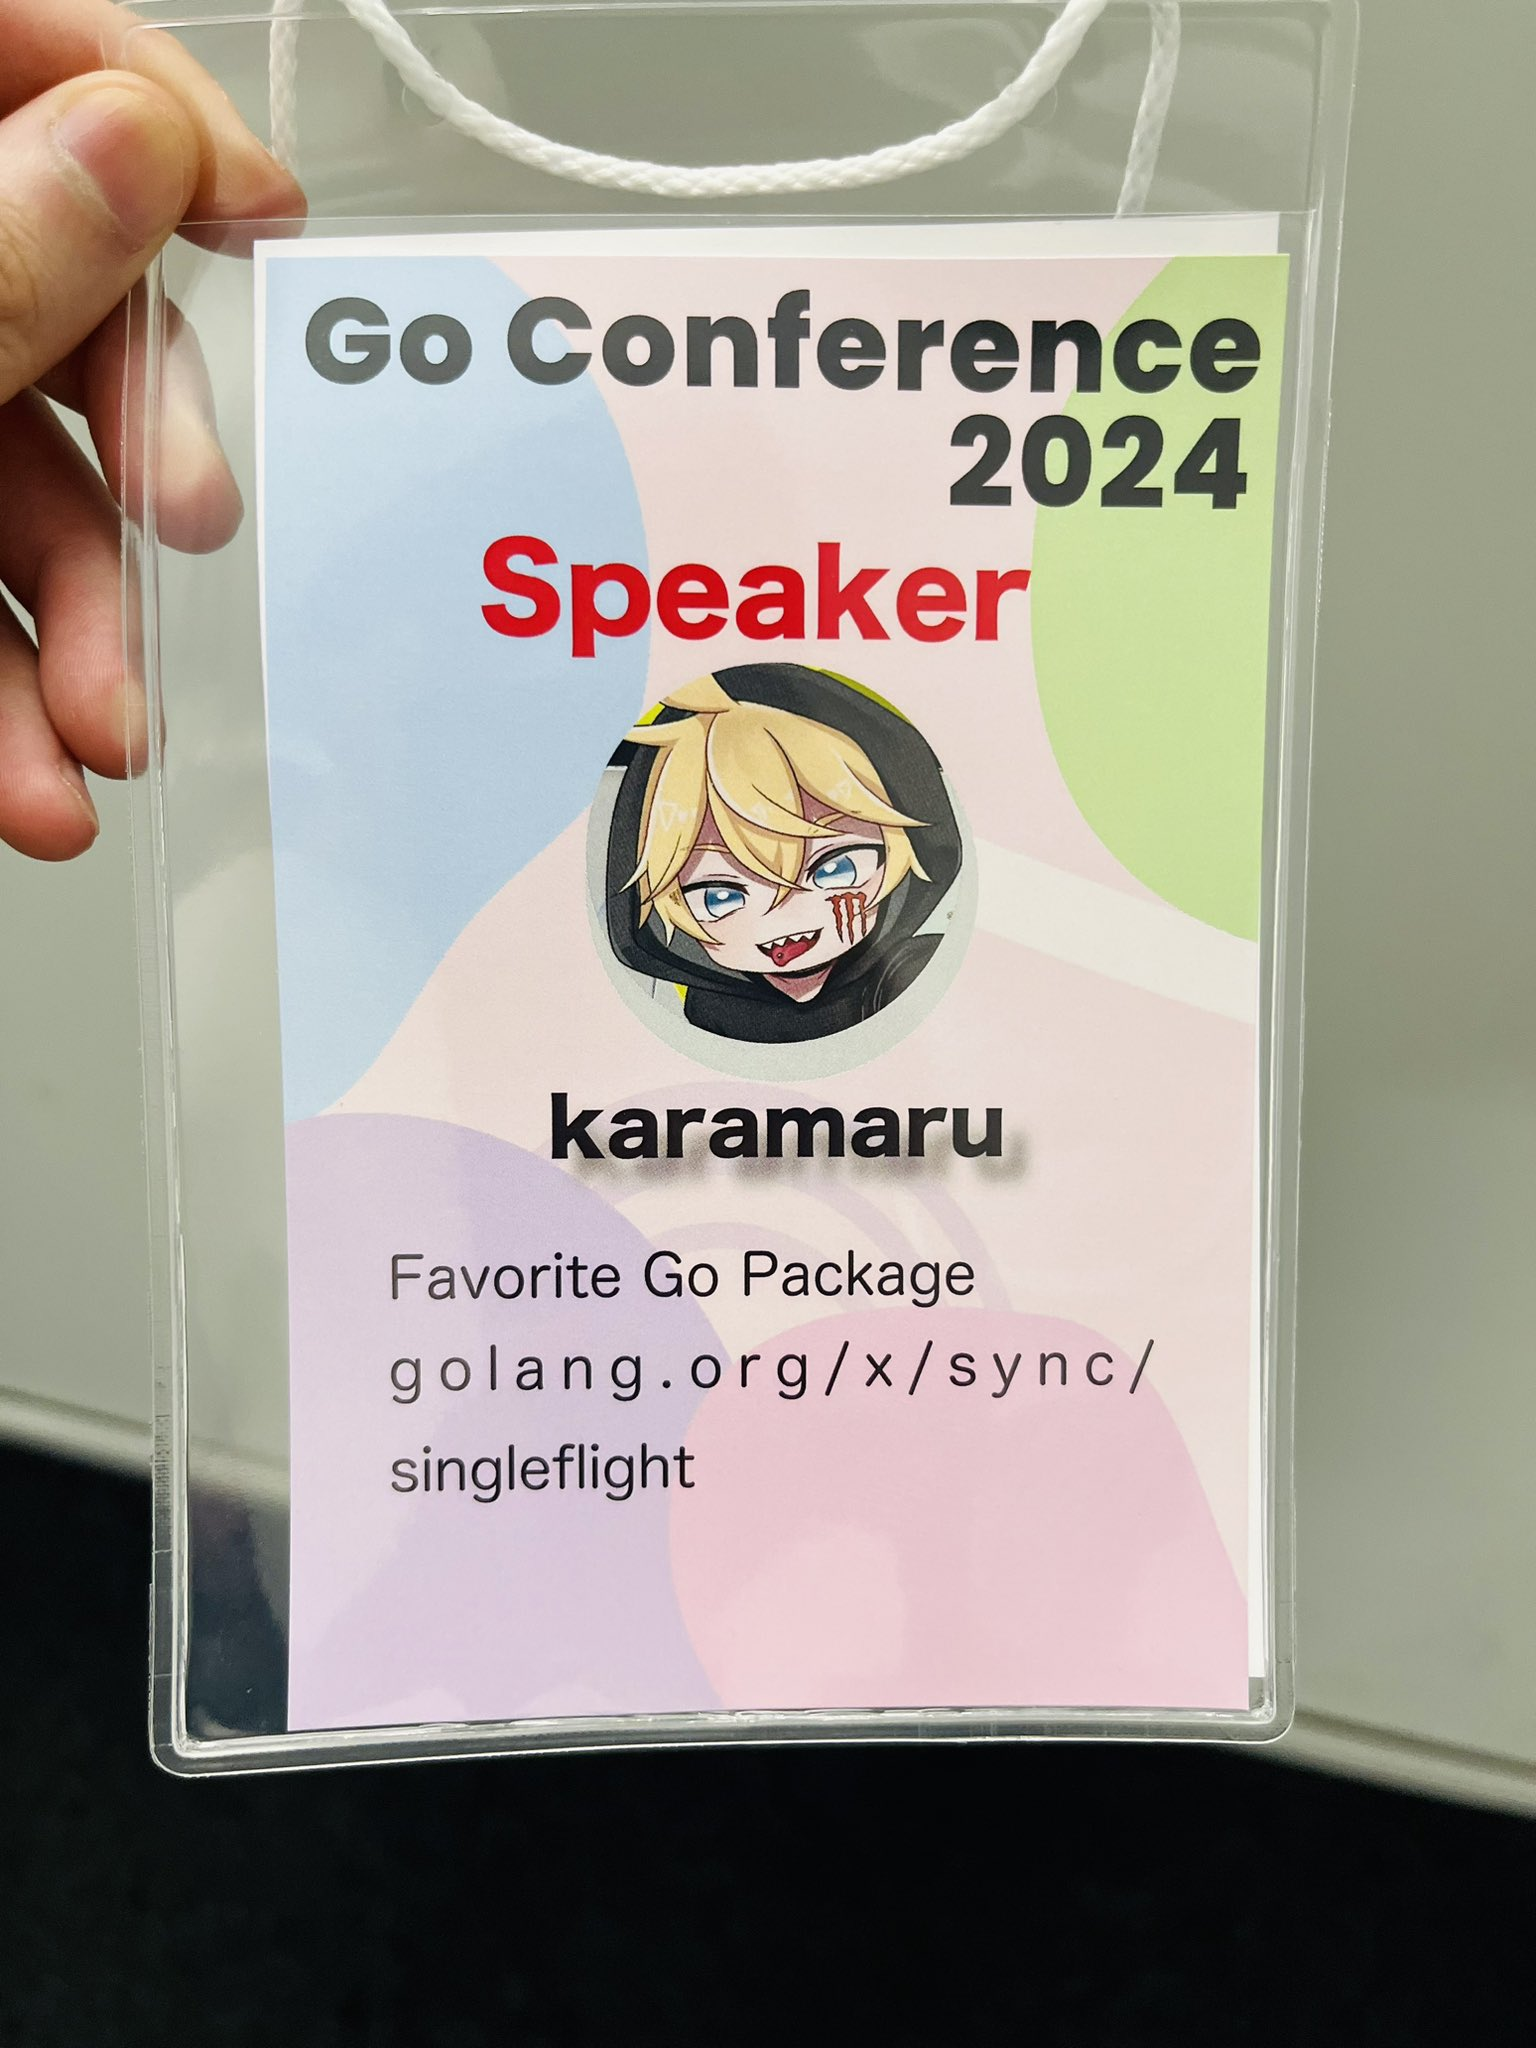 Go Conference
2024
Speaker
karamaru
Favorite Go Package
golang.org/x/sync/
singleflight